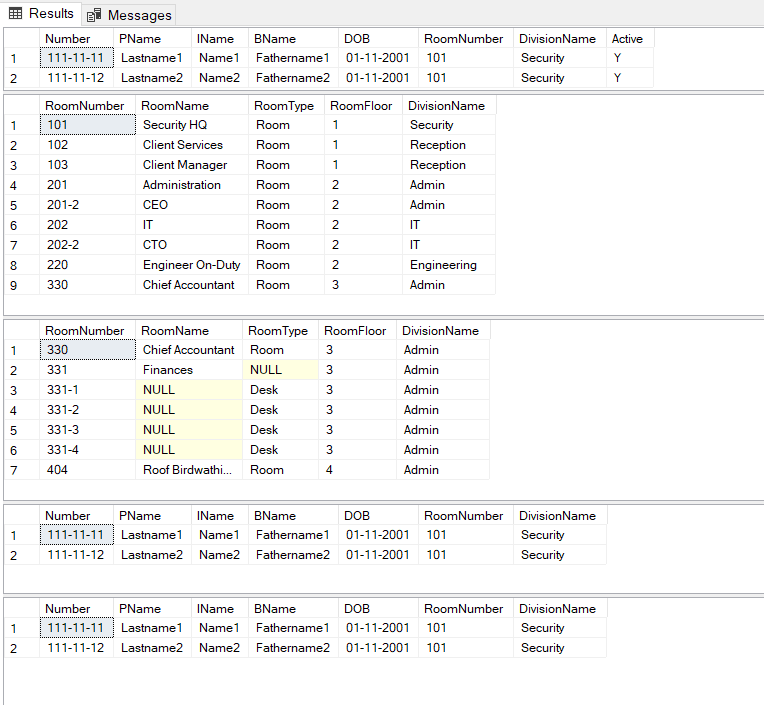 Results Messages
Number PName IName BName DOB RoomNumber DivisionName Active
1 111-11-11 Lastname1 Name1 Fathername1 01-11-2001 101 Security Y
2 111-11-12 Lastname2 Name2 Fathername2 01-11-2001 101 Security Y
RoomNumber RoomName RoomType RoomFloor DivisionName
1 101 Security HQ Room 1 Security
2 102 Client Services Room 1 Reception
3 103 Client Manager Room 1 Reception
4 201 Administration Room 2 Admin
5 201-2 CEO Room 2 Admin
6 202 IT Room 2 IT
7 202-2 CTO Room 2 IT
8 220 Engineer On-Duty Room 2 Engineering
9 330 Chief Accountant Room 3 Admin
RoomNumber RoomName RoomType RoomFloor DivisionName
1 330 Chief Accountant Room 3 Admin
2 331 Finances NULL 3 Admin
3 331-1 NULL Desk 3 Admin
4 331-2 NULL Desk 3 Admin
5 331-3 NULL Desk 3 Admin
6 331-4 NULL Desk 3 Admin
7 404 Roof Birdwathi... Room 4 Admin
Number PName IName BName DOB RoomNumber DivisionName
1 111-11-11 Lastname1 Name1 Fathername1 01-11-2001 101 Security
2 111-11-12 Lastname2 Name2 Fathername2 01-11-2001 101 Security
Number PName IName BName DOB RoomNumber DivisionName
1 111-11-11 Lastname1 Name1 Fathername1 01-11-2001 101 Security
2 111-11-12 Lastname2 Name2 Fathername2 01-11-2001 101 Security